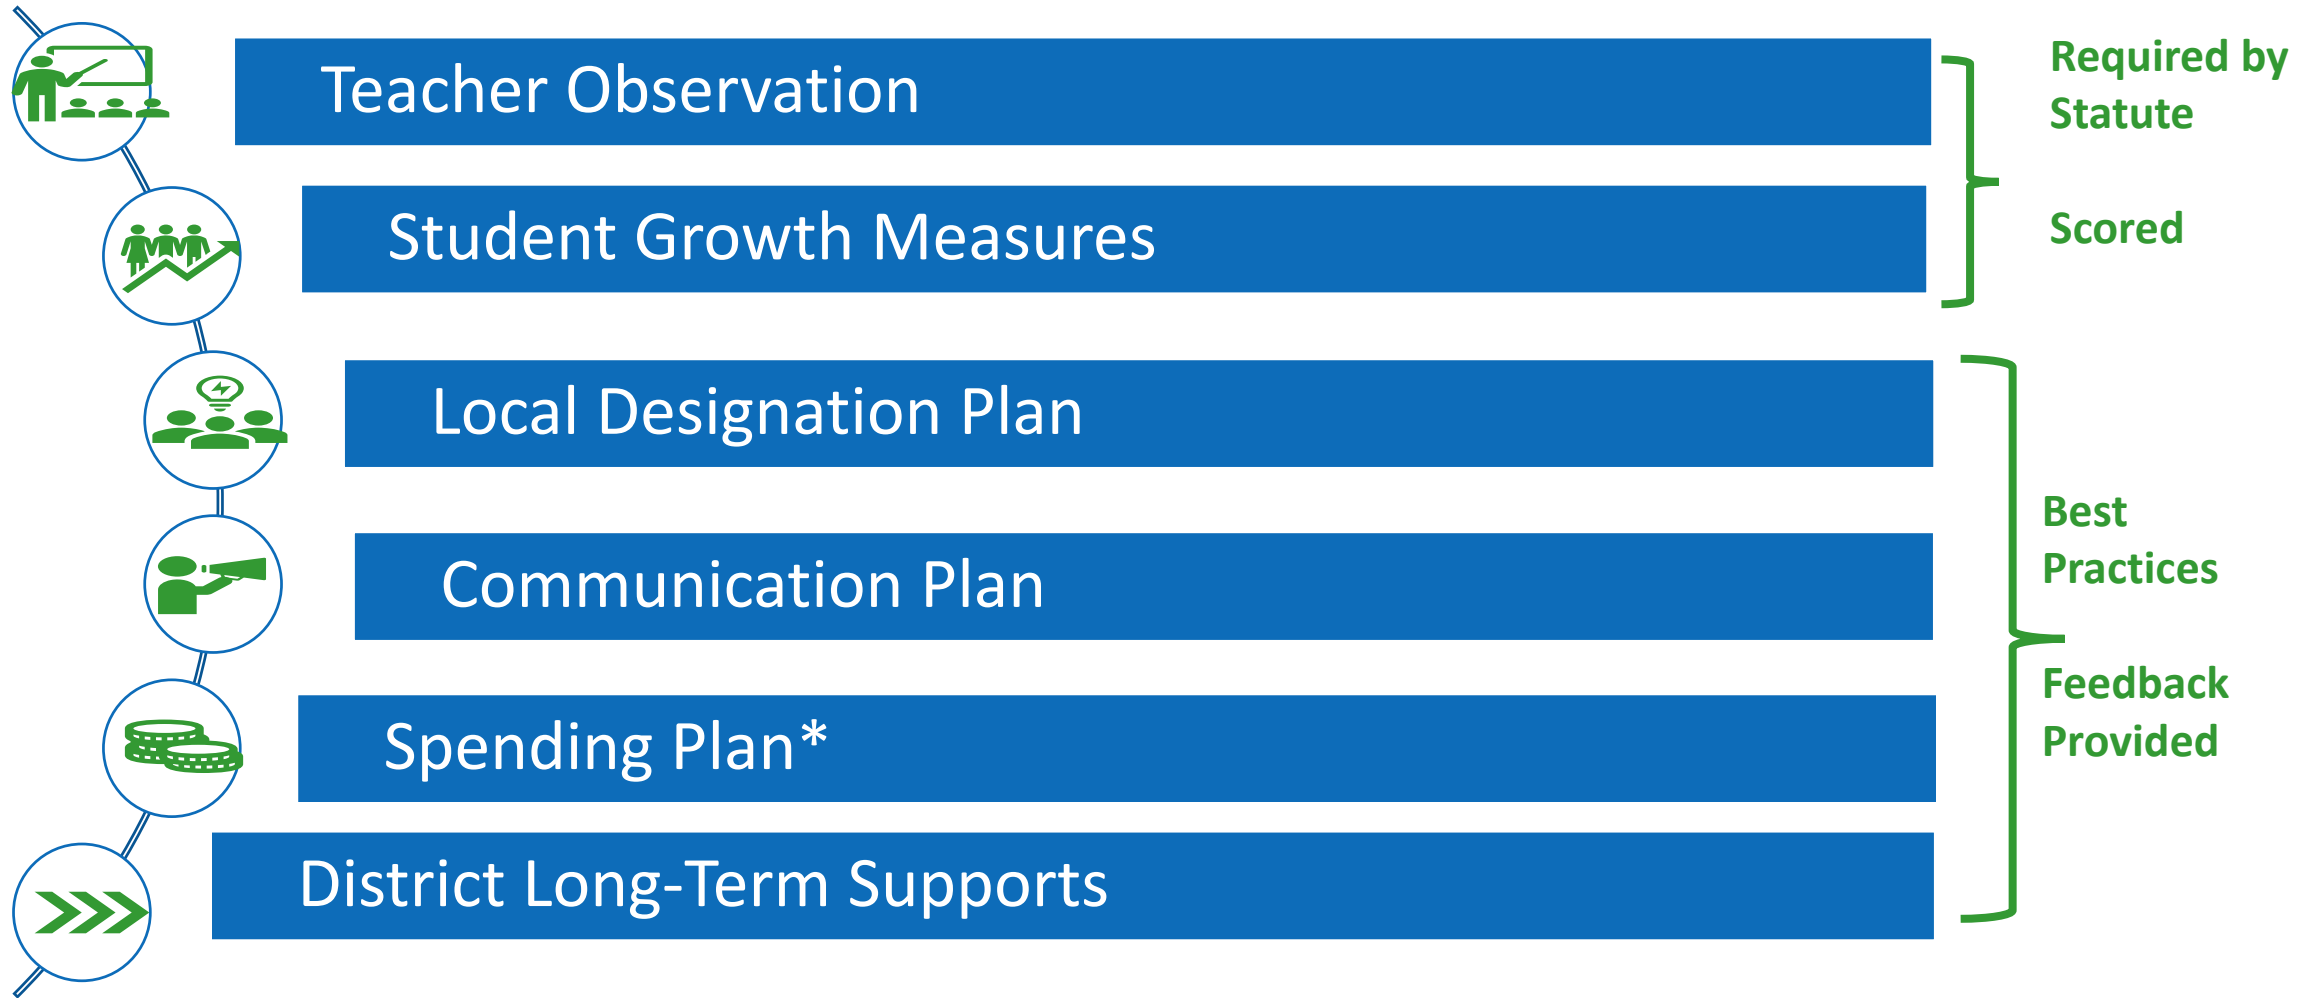 Teacher Observation
Student Growth Measures
Required by
Statute
Scored
Local Designation Plan
Communication Plan
Spending Plan*
District Long-Term Supports
Best
Practices
Feedback
Provided